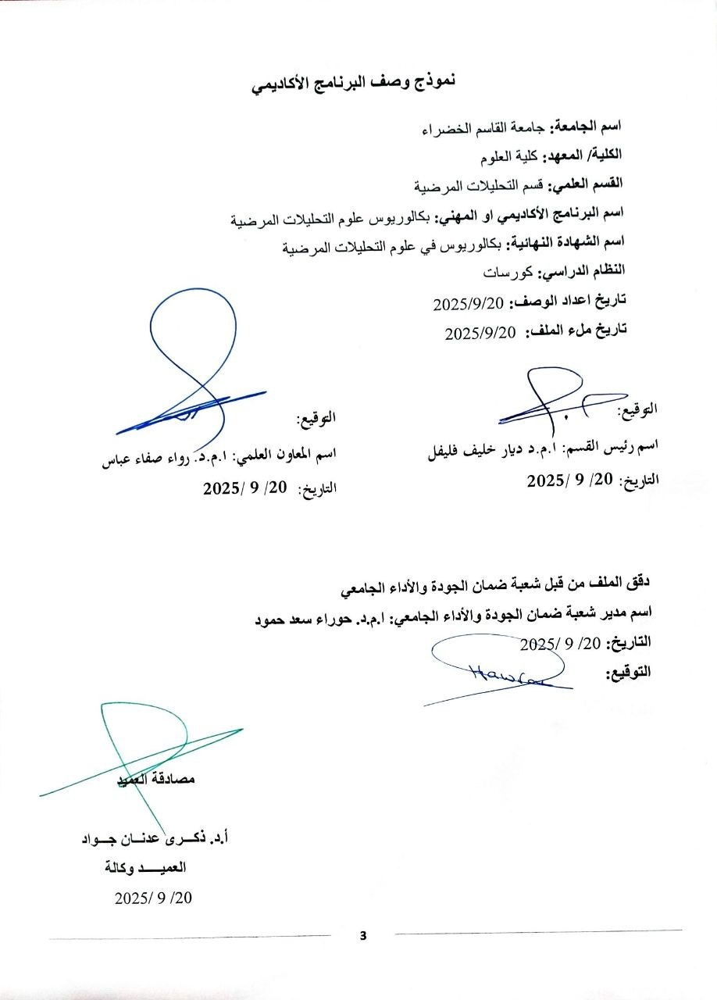 نموذج وصف البرنامج الأكاديمي
اسم الجامعة: جامعة القاسم الخضراء
الكلية/ المعهد: كلية العلوم
القسم العلمي: قسم التحليلات المرضية
اسم البرنامج الأكاديمي او المهني: بكالوريوس علوم التحليلات المرضية
اسم الشهادة النهائية: بكالوريوس في علوم التحليلات المرضية
النظام الدراسي: كورسات
تاريخ اعداد الوصف: 2025/9/20
تاريخ ملء الملف: 2025/9/20
التوقيع:
اسم رئيس القسم: ا.م.د ديار خليف فليفل
التاريخ: 20/ 9 /2025
التوقيع:
اسم المعاون العلمي: ا.م.د. رواء صفاء عباس
التاريخ: 20/ 9 /2025
دقق الملف من قبل شعبة ضمان الجودة والأداء الجامعي
اسم مدير شعبة ضمان الجودة والأداء الجامعي: ا.م.د. حوراء سعد حمود
التاريخ: 20/ 9 /2025
التوقيع:
Hawraa
مصادقة العميد
أ.د. ذكـــرى عدنـــان جـــواد
العميـــــد وكالة
20/ 9 /2025
3